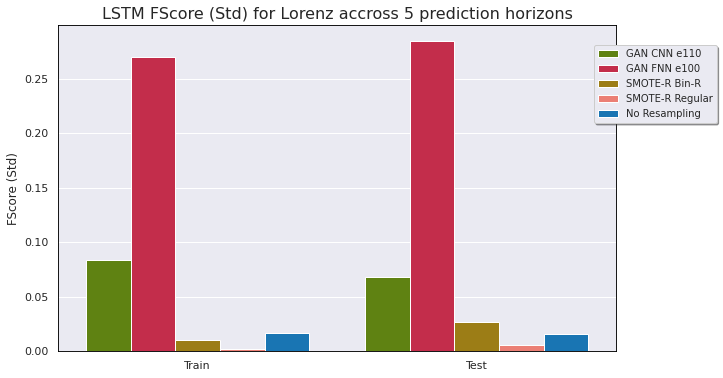 LSTM FScore (Std) for Lorenz accross 5 prediction horizons
GAN CNN e110
GAN FNN e100
SMOTE-R Bin-R
SMOTE-R Regular
No Resampling
FScore (Std)
0.25
0.20
0.15
0.10
0.05
0.00
Train
Test